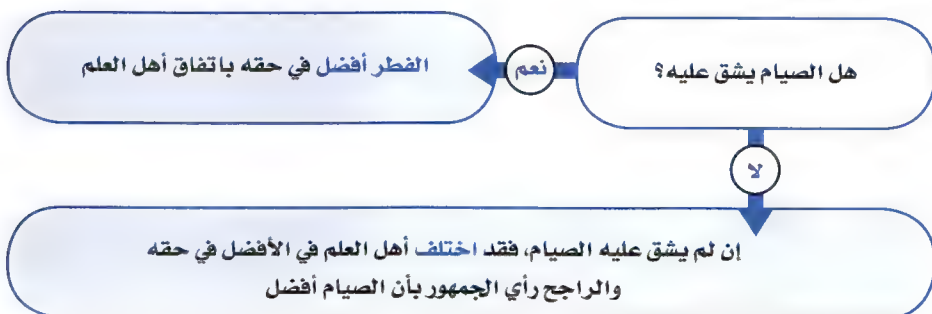 هل الصيام يشق عليه؟
نعم
الفطر أفضل في حقه باتفاق أهل العلم
لا
إن لم يشق عليه الصيام، فقد اختلف أهل العلم في الأفضل في حقه
والراجح رأي الجمهور بأن الصيام أفضل